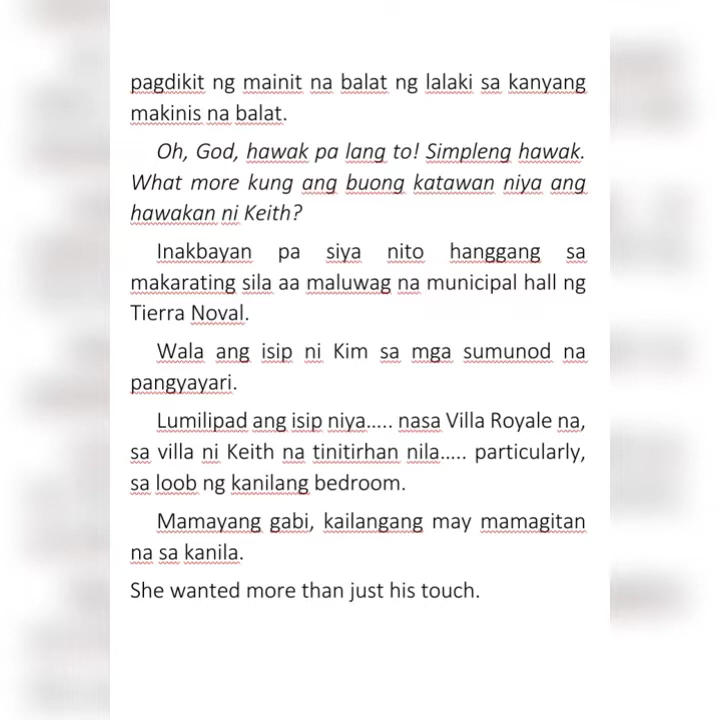 pagdikit ng mainit na balat ng lalaki sa kanyang
makinis na balat.
Oh, God, hawak pa lang to! Simpleng hawak.
What more kung ang buong katawan niya ang
hawakan ni Keith?
Inakbayan pa siya nito hanggang sa
makarating sila aa maluwag na municipal hall ng
Tierra Noval.
Wala ang isip ni Kim sa mga sumunod na
pangyayari.
Lumilipad ang isip niya..... nasa Villa Royale na,
sa villa ni Keith na tinitirhan nila..... particularly,
sa loob ng kanilang bedroom.
Mamayang gabi, kailangang may mamagitan
na sa kanila.
She wanted more than just his touch.